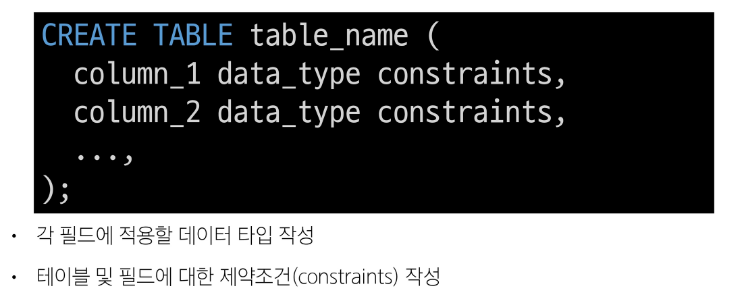 CREATE TABLE table_name (
column_1 data_type constraints,
column_2 data_type constraints,
...,
);
• 각 필드에 적용할 데이터 타입 작성
• 테이블 및 필드에 대한 제약조건(constraints) 작성